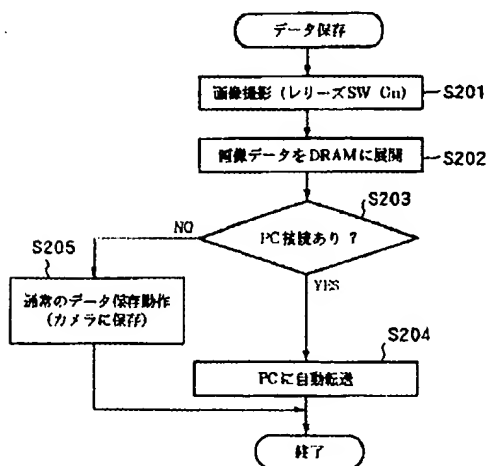 データ保存
画像撮影 (レリーズSW On)
S201
画像データをDRAMに展開
S202
S203
PC接続あり ?
NO
YES
S205
通常のデータ保存動作
(カメラに保存)
S204
PCに自動転送
終了